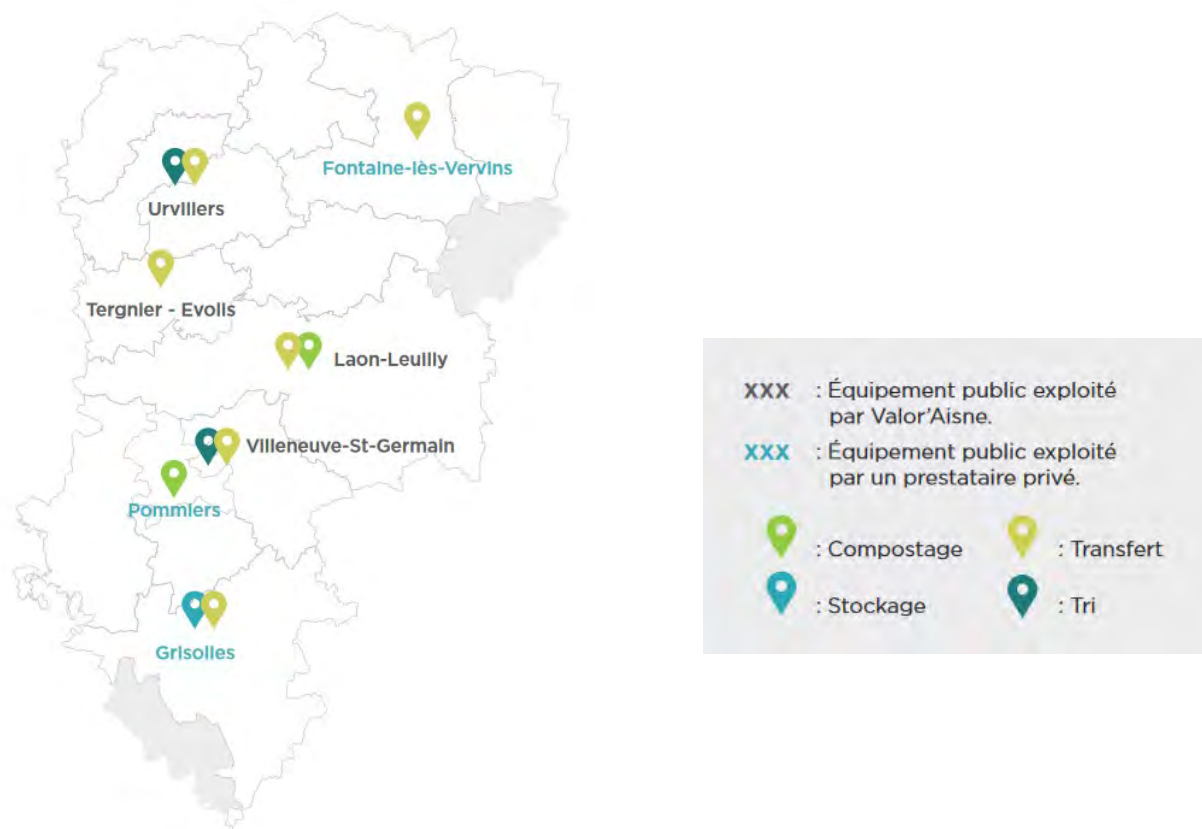 Fontaine-lès-Vervins
Urvillers
Tergnier - Evolis
Laon-Leuilly
Villeneuve-St-Germain
Pommiers
Grisolles
xxx : Équipement public exploité
par Valor'Aisne.
xxx : Équipement public exploité
par un prestataire privé.
: Compostage
: Transfert
: Stockage
: Tri